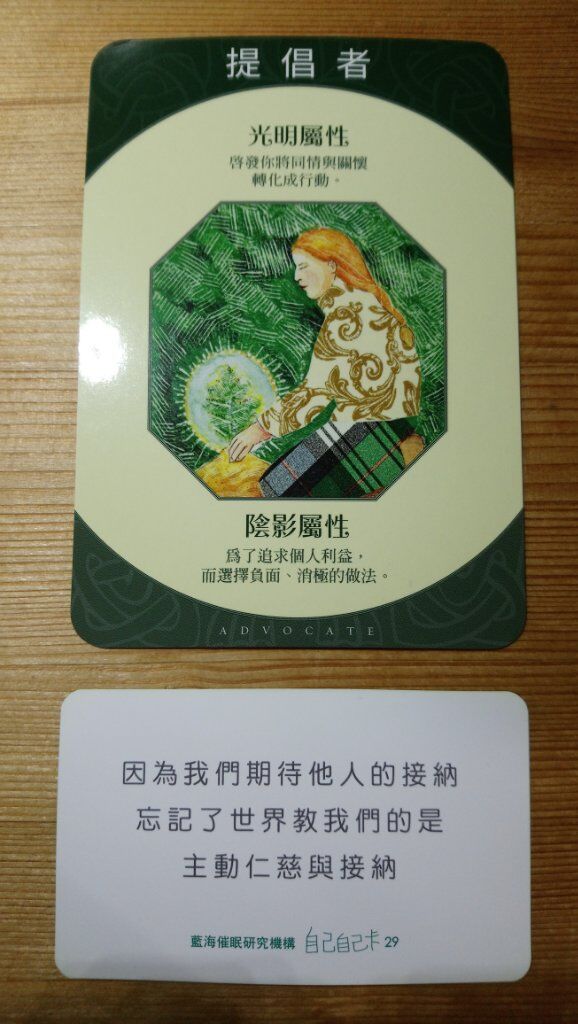 提倡者
光明屬性
啓發你將同情與關懷
轉化成行動。
陰影屬性
爲了追求個人利益，
而選擇負面、消極的做法。
ADVOCATE
因為我們期待他人的接納
忘記了世界教我們的是
主動仁慈與接納
藍海催眠研究機構 自己自己卡 29